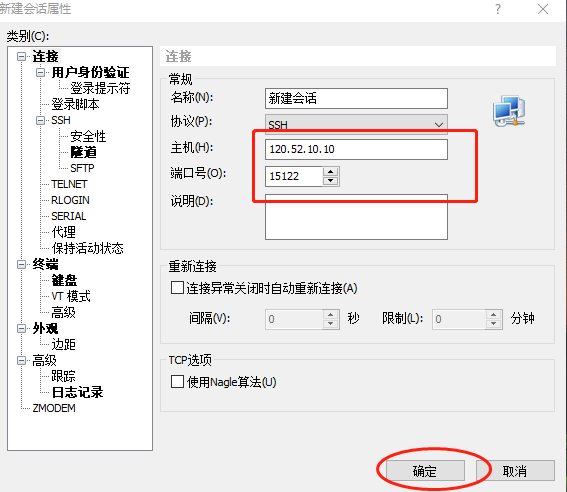 新建会话属性
?
类别(C):
连接
用户身份验证
登录提示符
登录脚本
SSH
安全性
隧道
SFTP
TELNET
RLOGIN
SERIAL
代理
保持活动状态
终端
键盘
VT 模式
高级
外观
边距
高级
跟踪
日志记录
ZMODEM
连接
常规
名称(N): 新建会话
协议(P): SSH
主机(H): 120.52.10.10
端口号(O): 15122
说明(D):
重新连接
连接异常关闭时自动重新连接(A)
间隔(V): 0 秒 限制(L): 0 分钟
TCP选项
使用Nagle算法(U)
确定 取消